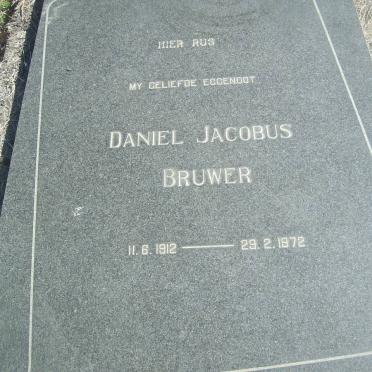 HIER RUS
MY GELIEFDE EGGENOOT
DANIEL JACOBUS
BRUWER
11. 6. 1912 — 29. 2. 1972